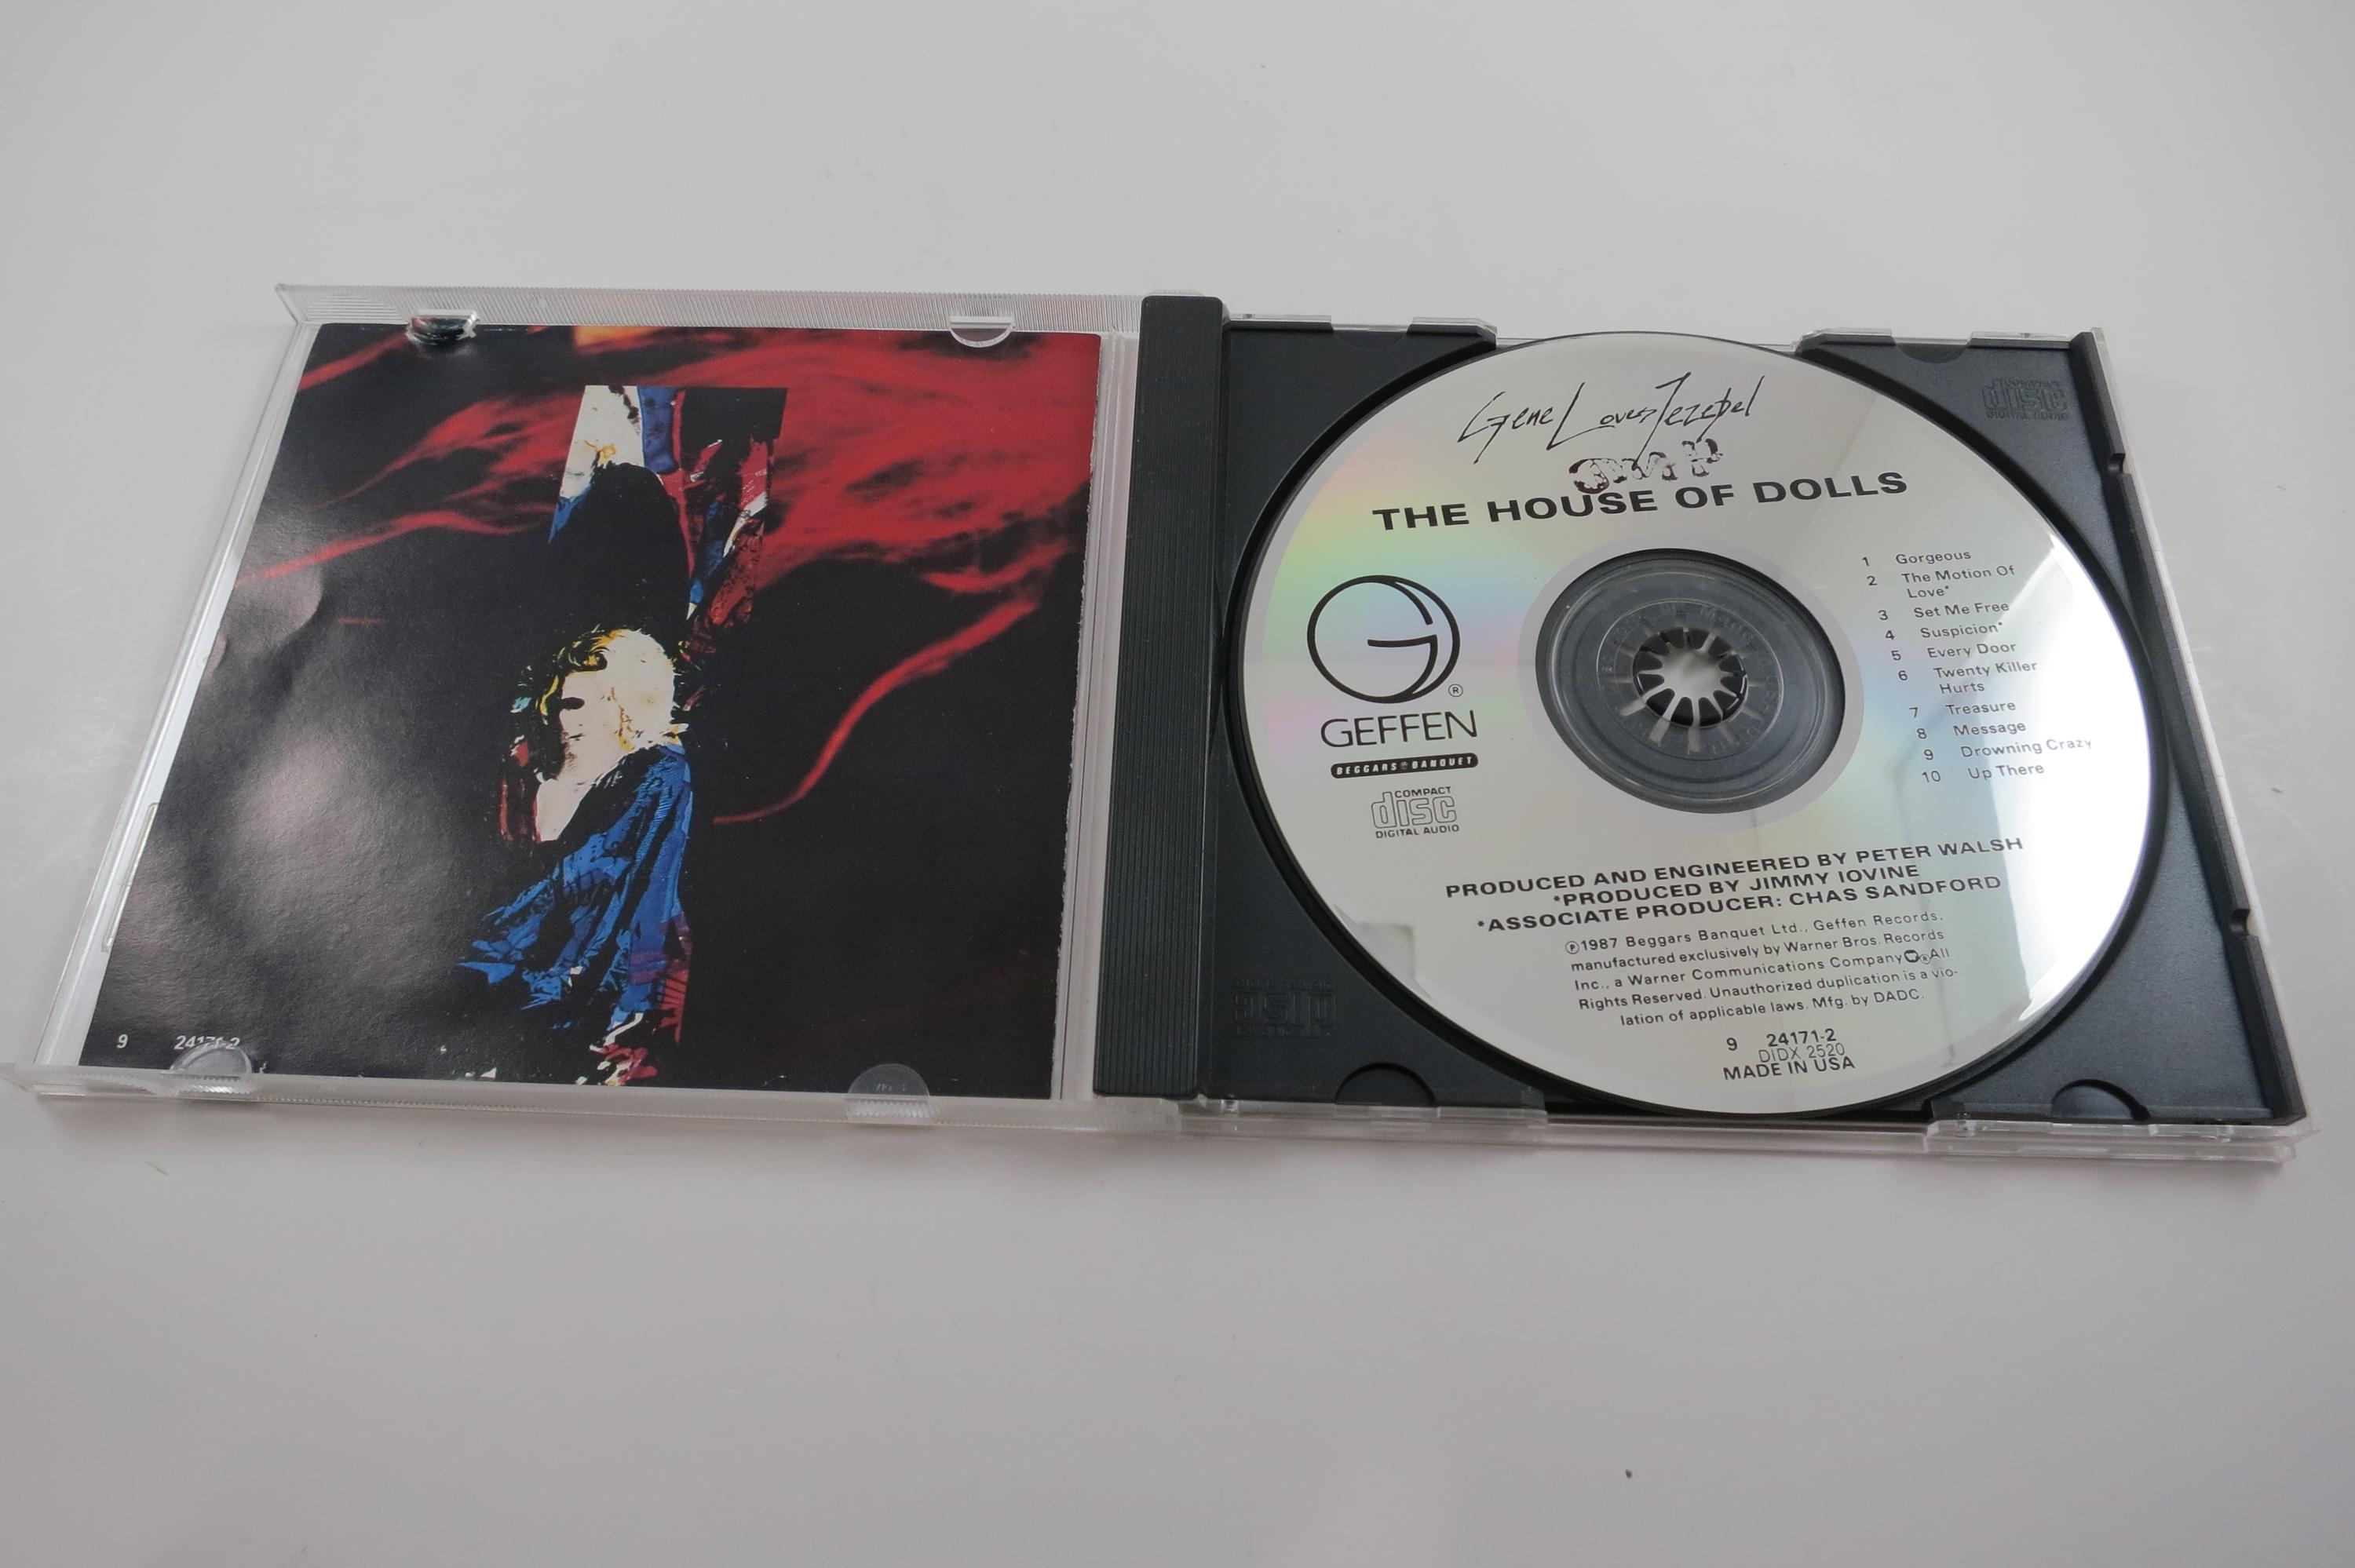 9 24171-2
Gene Loves Jezebel
THE HOUSE OF DOLLS
1 Gorgeous
2 The Motion Of
Love*
3 Set Me Free
4 Suspicion*
5 Every Door
6 Twenty Killer
Hurts
7 Treasure
8 Message
9 Drowning Crazy
10 Up There
GEFFEN
®
BEGGARS BANQUET
COMPACT
disc
DIGITAL AUDIO
PRODUCED AND ENGINEERED BY PETER WALSH
*PRODUCED BY JIMMY IOVINE
*ASSOCIATE PRODUCER: CHAS SANDFORD
℗1987 Beggars Banquet Ltd., Geffen Records,
manufactured exclusively by Warner Bros. Records
Inc., a Warner Communications Company ® All
Rights Reserved. Unauthorized duplication is a vio-
lation of applicable laws. Mfg. by DADC.
9 24171-2
DIDX 2520
MADE IN USA